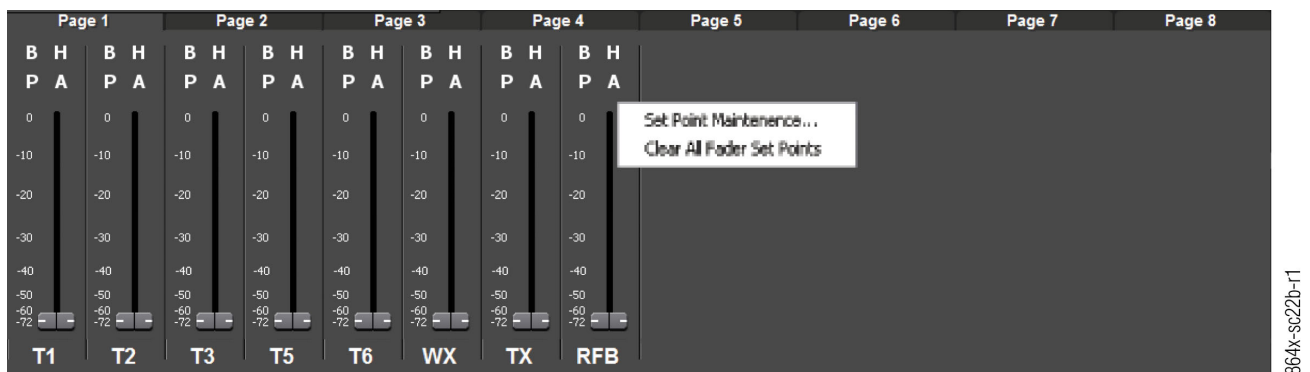 Page 1 Page 2 Page 3 Page 4 Page 5 Page 6 Page 7 Page 8
B H B H B H B H B H B H B H B H
P A P A P A P A P A P A P A P A
0 0 0 0 0 0 0 0
Set Point Maintenence...
-10 -10 -10 -10 -10 -10 -10 -10
Clear All Fader Set Points
-20 -20 -20 -20 -20 -20 -20 -20
-30 -30 -30 -30 -30 -30 -30 -30
-40 -40 -40 -40 -40 -40 -40 -40
-50 -50 -50 -50 -50 -50 -50 -50
-60 -60 -60 -60 -60 -60 -60 -60
-72 -72 -72 -72 -72 -72 -72 -72
T1 T2 T3 T5 T6 WX TX RFB
864x-sc22b-r1